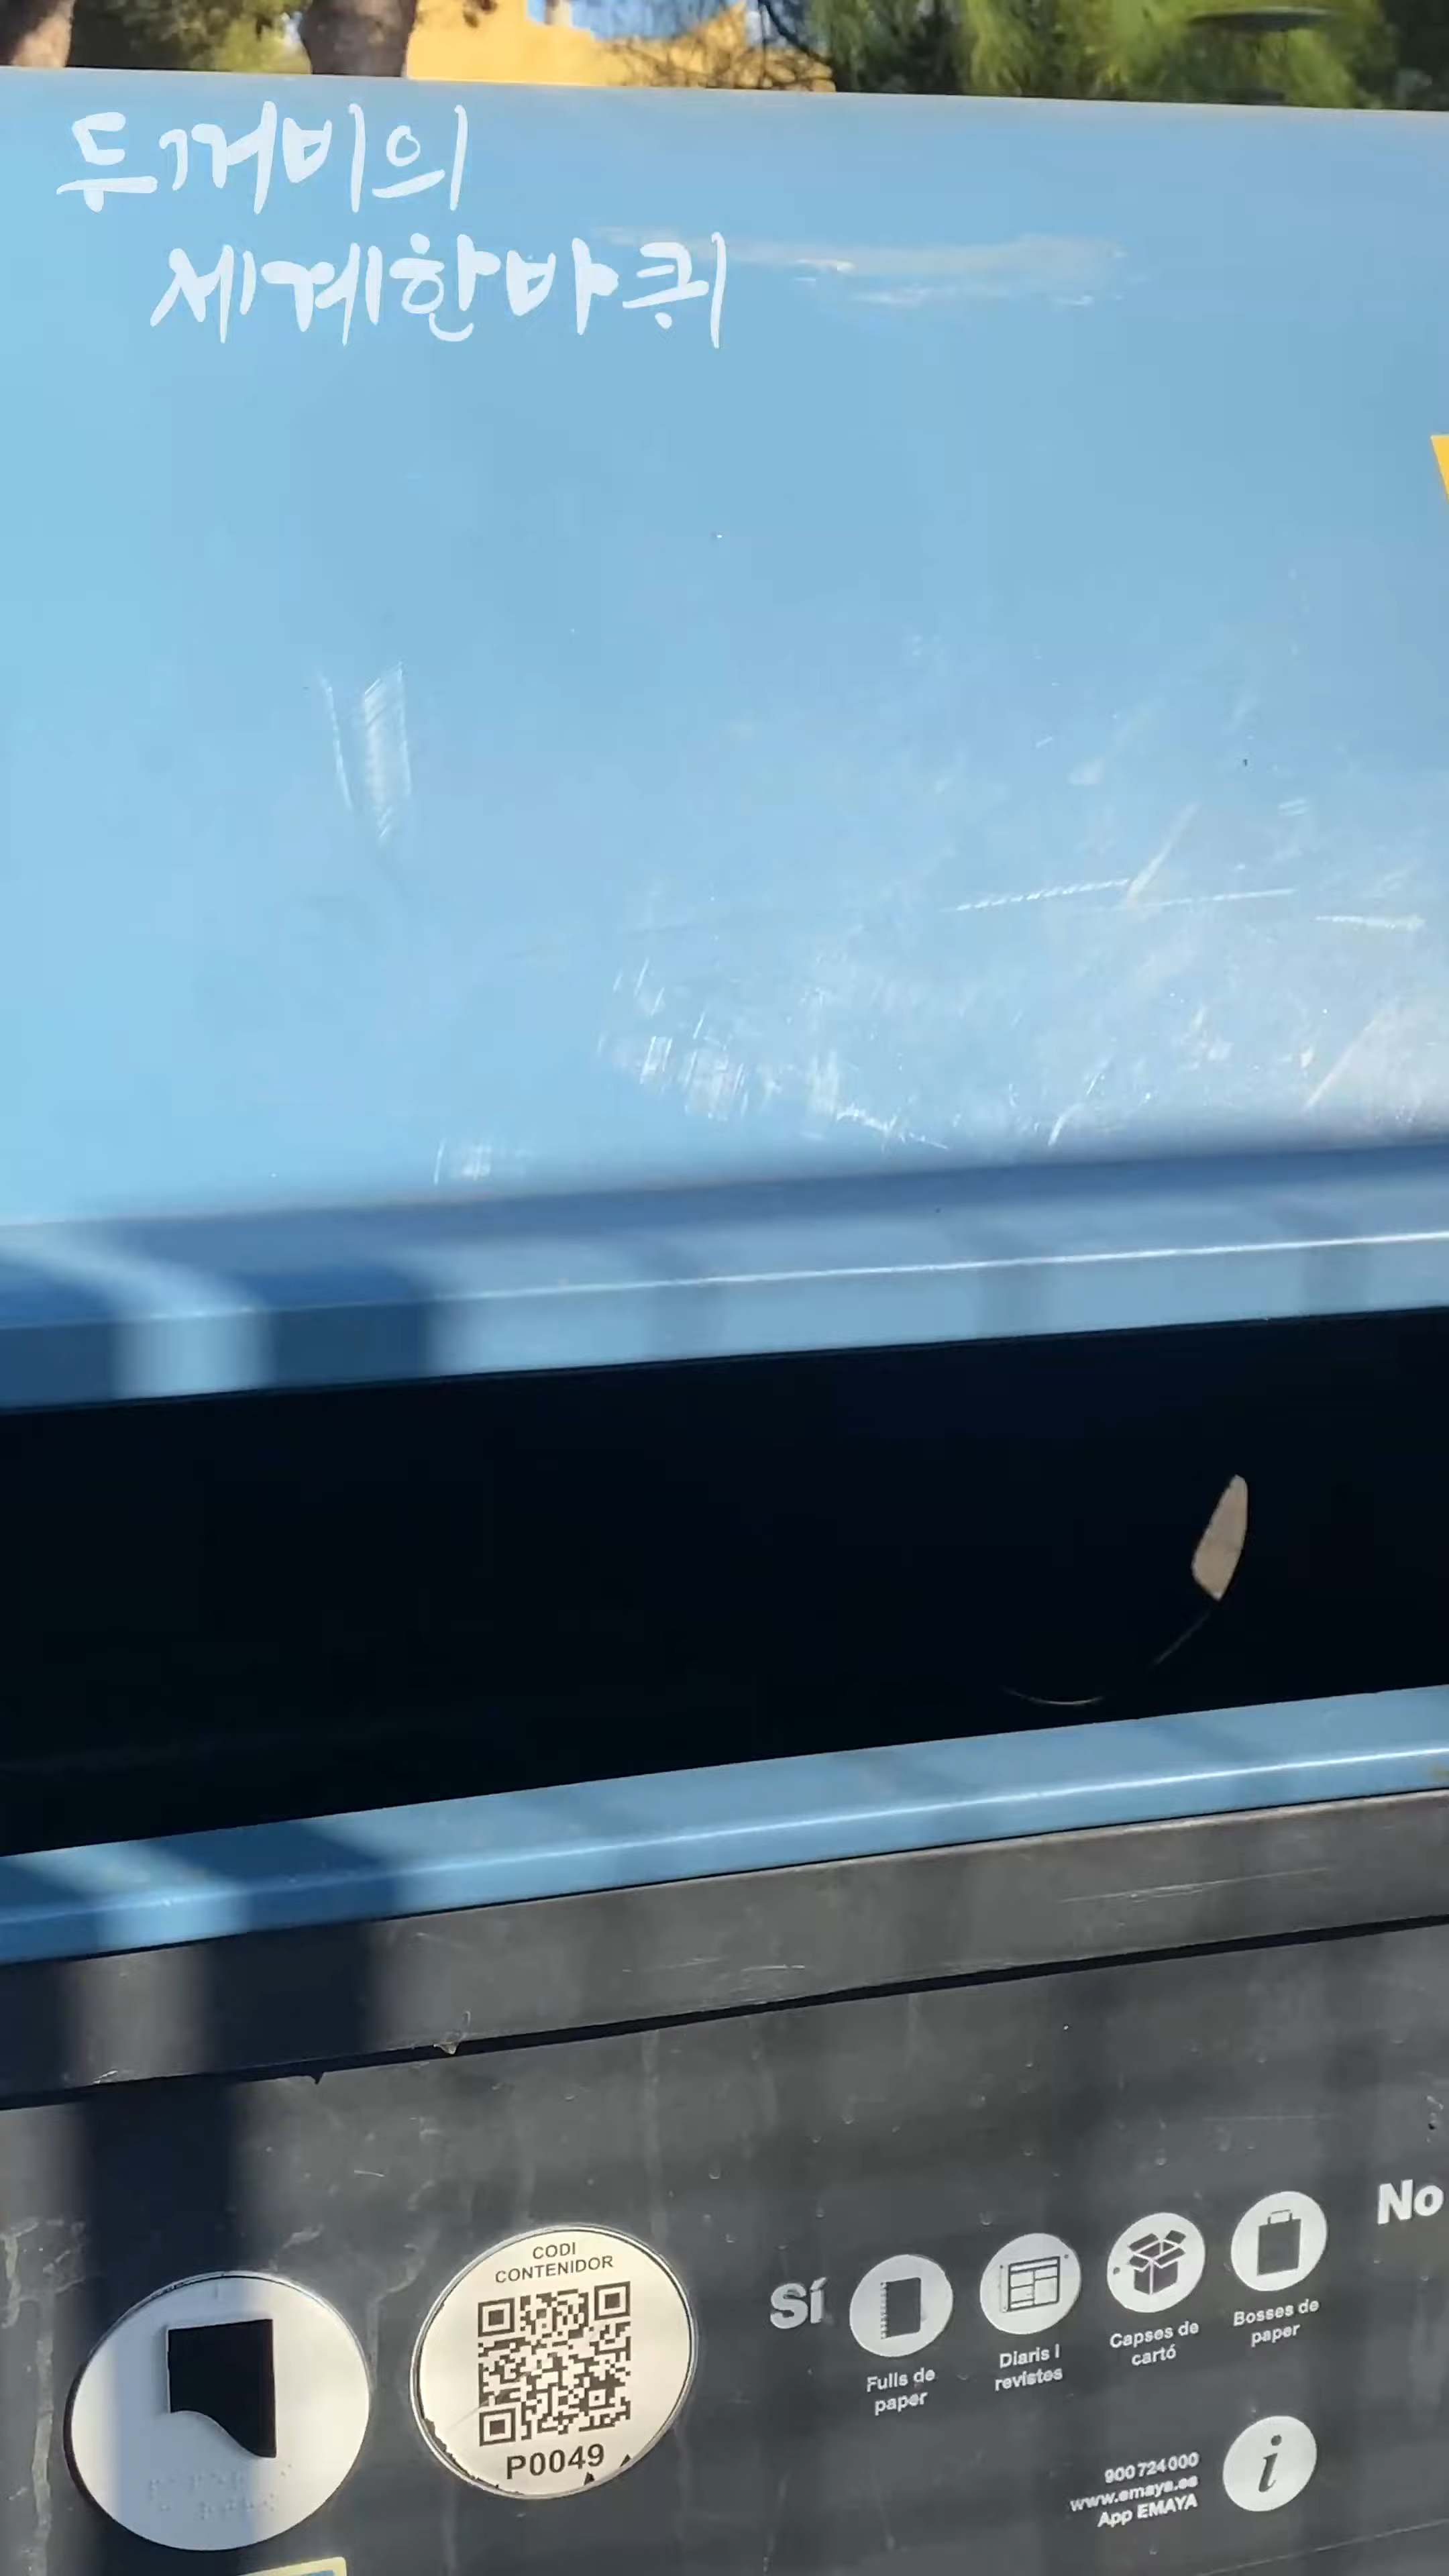 두꺼비의
세계한바퀴
CODI
CONTENIDOR
P0049
Sí
Fulls de
paper
Diaris i
revistes
Capses de
cartó
Bosses de
paper
No
900 724 000
www.emaya.es
App EMAYA
i